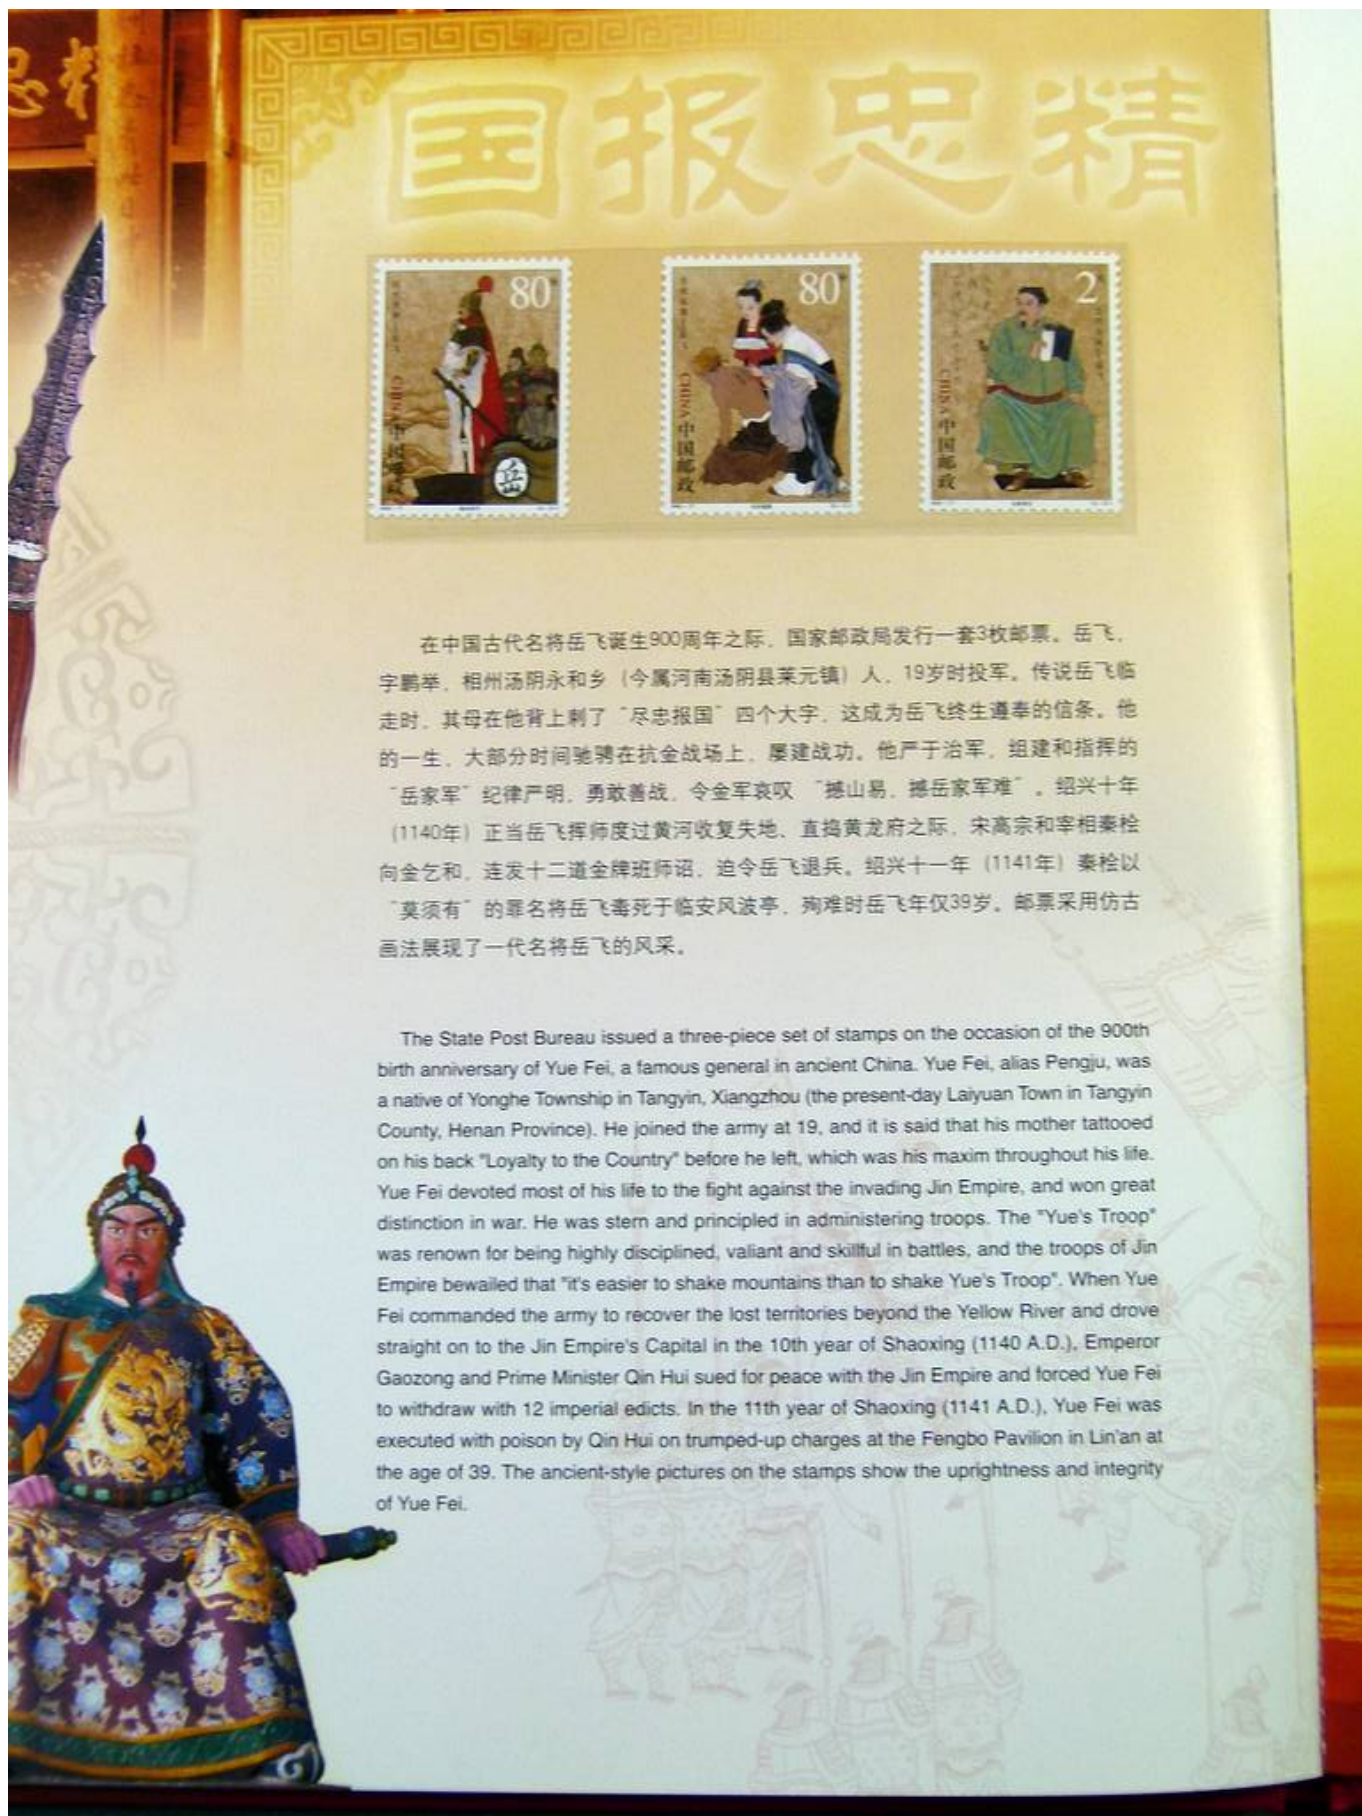 忠精
国报忠精
80
80
2
CHINA
中国邮政
岳
CHINA
中国邮政
CHINA
中国邮政
在中国古代名将岳飞诞生900周年之际，国家邮政局发行一套3枚邮票。岳飞，
字鹏举，相州汤阴永和乡（今属河南汤阴县莱元镇）人，19岁时投军。传说岳飞临
走时，其母在他背上刺了“尽忠报国”四个大字，这成为岳飞终生遵奉的信条。他
的一生，大部分时间驰骋在抗金战场上，屡建战功。他严于治军，组建和指挥的
“岳家军”纪律严明，勇敢善战，令金军哀叹“撼山易，撼岳家军难”。绍兴十年
（1140年）正当岳飞挥师度过黄河收复失地、直捣黄龙府之际，宋高宗和宰相秦桧
向金乞和，连发十二道金牌班师诏，迫令岳飞退兵。绍兴十一年（1141年）秦桧以
“莫须有”的罪名将岳飞毒死于临安风波亭，殉难时岳飞年仅39岁。邮票采用仿古
画法展现了一代名将岳飞的风采。
The State Post Bureau issued a three-piece set of stamps on the occasion of the 900th
birth anniversary of Yue Fei, a famous general in ancient China. Yue Fei, alias Pengju, was
a native of Yonghe Township in Tangyin, Xiangzhou (the present-day Laiyuan Town in Tangyin
County, Henan Province). He joined the army at 19, and it is said that his mother tattooed
on his back "Loyalty to the Country" before he left, which was his maxim throughout his life.
Yue Fei devoted most of his life to the fight against the invading Jin Empire, and won great
distinction in war. He was stern and principled in administering troops. The "Yue's Troop"
was renown for being highly disciplined, valiant and skillful in battles, and the troops of Jin
Empire bewailed that "it's easier to shake mountains than to shake Yue's Troop". When Yue
Fei commanded the army to recover the lost territories beyond the Yellow River and drove
straight on to the Jin Empire's Capital in the 10th year of Shaoxing (1140 A.D.), Emperor
Gaozong and Prime Minister Qin Hui sued for peace with the Jin Empire and forced Yue Fei
to withdraw with 12 imperial edicts. In the 11th year of Shaoxing (1141 A.D.), Yue Fei was
executed with poison by Qin Hui on trumped-up charges at the Fengbo Pavilion in Lin'an at
the age of 39. The ancient-style pictures on the stamps show the uprightness and integrity
of Yue Fei.